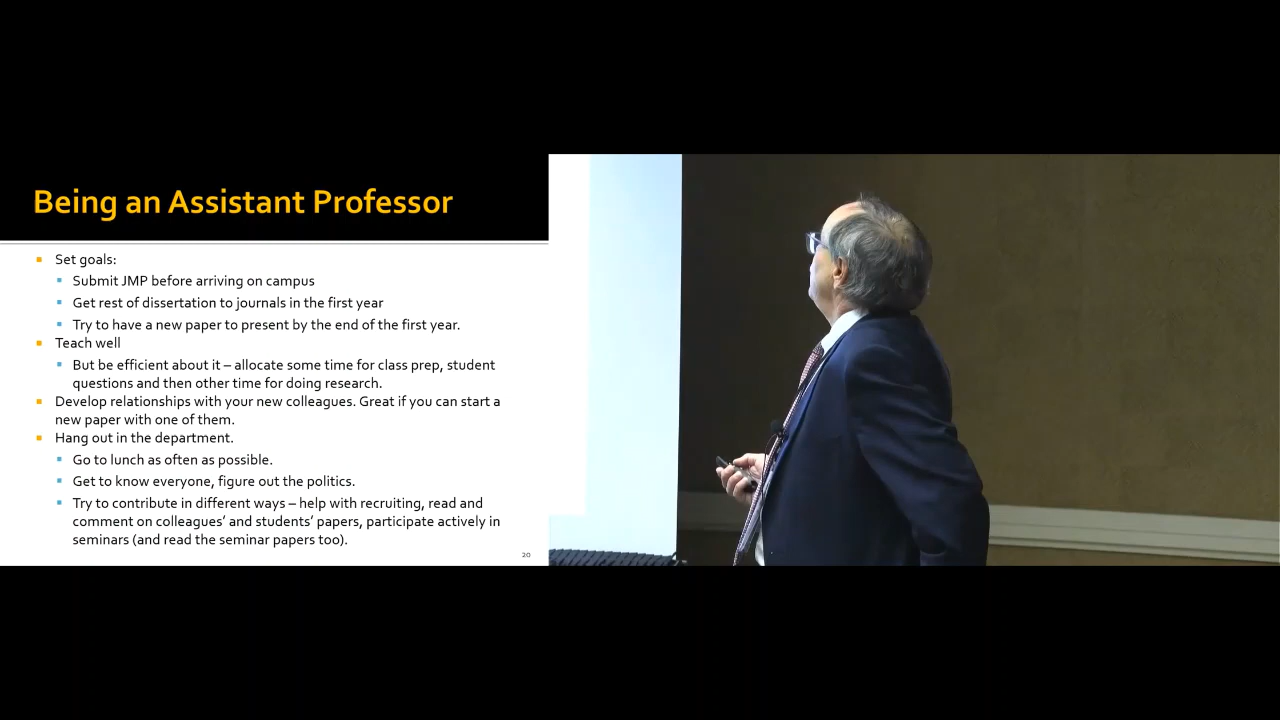 Being an Assistant Professor
Set goals:
Submit JMP before arriving on campus
Get rest of dissertation to journals in the first year
Try to have a new paper to present by the end of the first year.
Teach well
But be efficient about it – allocate some time for class prep, student
questions and then other time for doing research.
Develop relationships with your new colleagues. Great if you can start a
new paper with one of them.
Hang out in the department.
Go to lunch as often as possible.
Get to know everyone, figure out the politics.
Try to contribute in different ways – help with recruiting, read and
comment on colleagues’ and students’ papers, participate actively in
seminars (and read the seminar papers too).
20